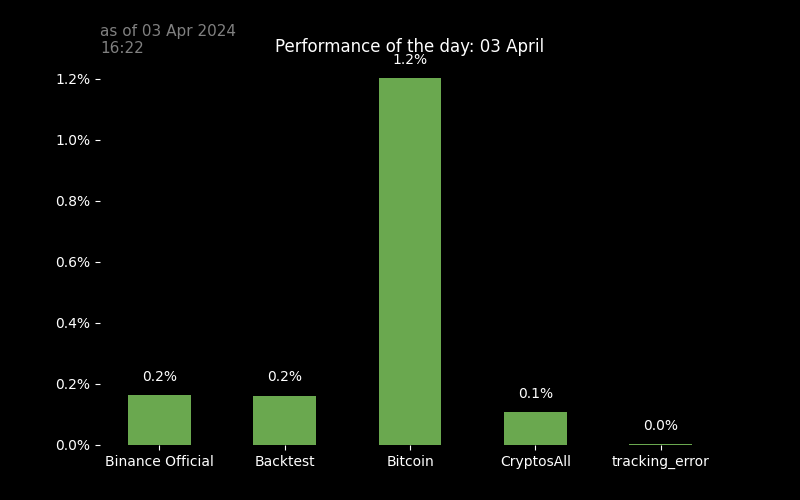 as of 03 Apr 2024
16:22
Performance of the day: 03 April
1.2%
1.2%
1.0%
0.8%
0.6%
0.4%
0.2%
0.0%
0.2%
0.2%
0.1%
0.0%
Binance Official
Backtest
Bitcoin
CryptosAll
tracking_error